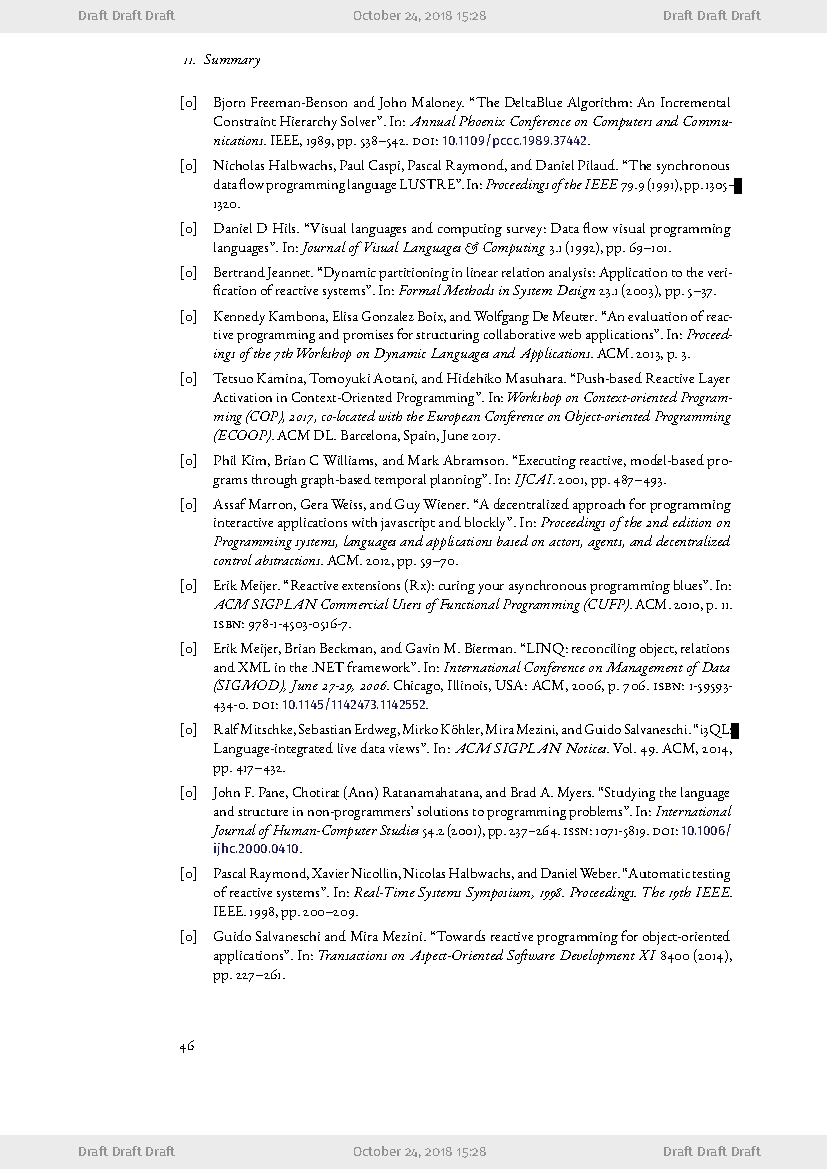 Draft Draft Draft October 24, 2018 15:28 Draft Draft Draft
11. Summary
[0] Bjorn Freeman-Benson and John Maloney. “The DeltaBlue Algorithm: An Incremental
Constraint Hierarchy Solver”. In: Annual Phoenix Conference on Computers and Commu-
nications. IEEE, 1989, pp. 538–542. DOI: 10.1109/pccc.1989.37442.
[0] Nicholas Halbwachs, Paul Caspi, Pascal Raymond, and Daniel Pilaud. “The synchronous
data flow programming language LUSTRE”. In: Proceedings of the IEEE 79.9 (1991), pp. 1305–
1320.
[0] Daniel D Hils. “Visual languages and computing survey: Data flow visual programming
languages”. In: Journal of Visual Languages & Computing 3.1 (1992), pp. 69–101.
[0] Bertrand Jeannet. “Dynamic partitioning in linear relation analysis: Application to the veri-
fication of reactive systems”. In: Formal Methods in System Design 23.1 (2003), pp. 5–37.
[0] Kennedy Kambona, Elisa Gonzalez Boix, and Wolfgang De Meuter. “An evaluation of reac-
tive programming and promises for structuring collaborative web applications”. In: Proceed-
ings of the 7th Workshop on Dynamic Languages and Applications. ACM. 2013, p. 3.
[0] Tetsuo Kamina, Tomoyuki Aotani, and Hidehiko Masuhara. “Push-based Reactive Layer
Activation in Context-Oriented Programming”. In: Workshop on Context-oriented Program-
ming (COP), 2017, co-located with the European Conference on Object-oriented Programming
(ECOOP). ACM DL. Barcelona, Spain, June 2017.
[0] Phil Kim, Brian C Williams, and Mark Abramson. “Executing reactive, model-based pro-
grams through graph-based temporal planning”. In: IJCAI. 2001, pp. 487–493.
[0] Assaf Marron, Gera Weiss, and Guy Wiener. “A decentralized approach for programming
interactive applications with javascript and blockly”. In: Proceedings of the 2nd edition on
Programming systems, languages and applications based on actors, agents, and decentralized
control abstractions. ACM. 2012, pp. 59–70.
[0] Erik Meijer. “Reactive extensions (Rx): curing your asynchronous programming blues”. In:
ACM SIGPLAN Commercial Users of Functional Programming (CUFP). ACM. 2010, p. 11.
ISBN: 978-1-4503-0516-7.
[0] Erik Meijer, Brian Beckman, and Gavin M. Bierman. “LINQ: reconciling object, relations
and XML in the .NET framework”. In: International Conference on Management of Data
(SIGMOD), June 27-29, 2006. Chicago, Illinois, USA: ACM, 2006, p. 706. ISBN: 1-59593-
434-0. DOI: 10.1145/1142473.1142552.
[0] Ralf Mitschke, Sebastian Erdweg, Mirko Köhler, Mira Mezini, and Guido Salvaneschi. “i3QL:
Language-integrated live data views”. In: ACM SIGPLAN Notices. Vol. 49. ACM, 2014,
pp. 417–432.
[0] John F. Pane, Chotirat (Ann) Ratanamahatana, and Brad A. Myers. “Studying the language
and structure in non-programmers’ solutions to programming problems”. In: International
Journal of Human-Computer Studies 54.2 (2001), pp. 237–264. ISSN: 1071-5819. DOI: 10.1006/
ijhc.2000.0410.
[0] Pascal Raymond, Xavier Nicollin, Nicolas Halbwachs, and Daniel Weber. “Automatic testing
of reactive systems”. In: Real-Time Systems Symposium, 1998. Proceedings. The 19th IEEE.
IEEE. 1998, pp. 200–209.
[0] Guido Salvaneschi and Mira Mezini. “Towards reactive programming for object-oriented
applications”. In: Transactions on Aspect-Oriented Software Development XI 8400 (2014),
pp. 227–261.
46
Draft Draft Draft October 24, 2018 15:28 Draft Draft Draft